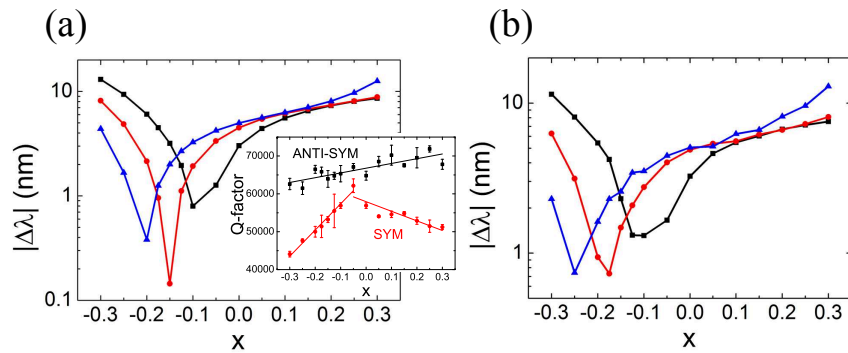 (a)
(b)
10
1
0.1
|Δλ| (nm)
-0.3 -0.2 -0.1 0.0 0.1 0.2 0.3
x
70000
60000
50000
40000
Q-factor
ANTI-SYM
SYM
-0.3 -0.2 -0.1 0.0 0.1 0.2 0.3
x
10
1
|Δλ| (nm)
-0.3 -0.2 -0.1 0.0 0.1 0.2 0.3
x